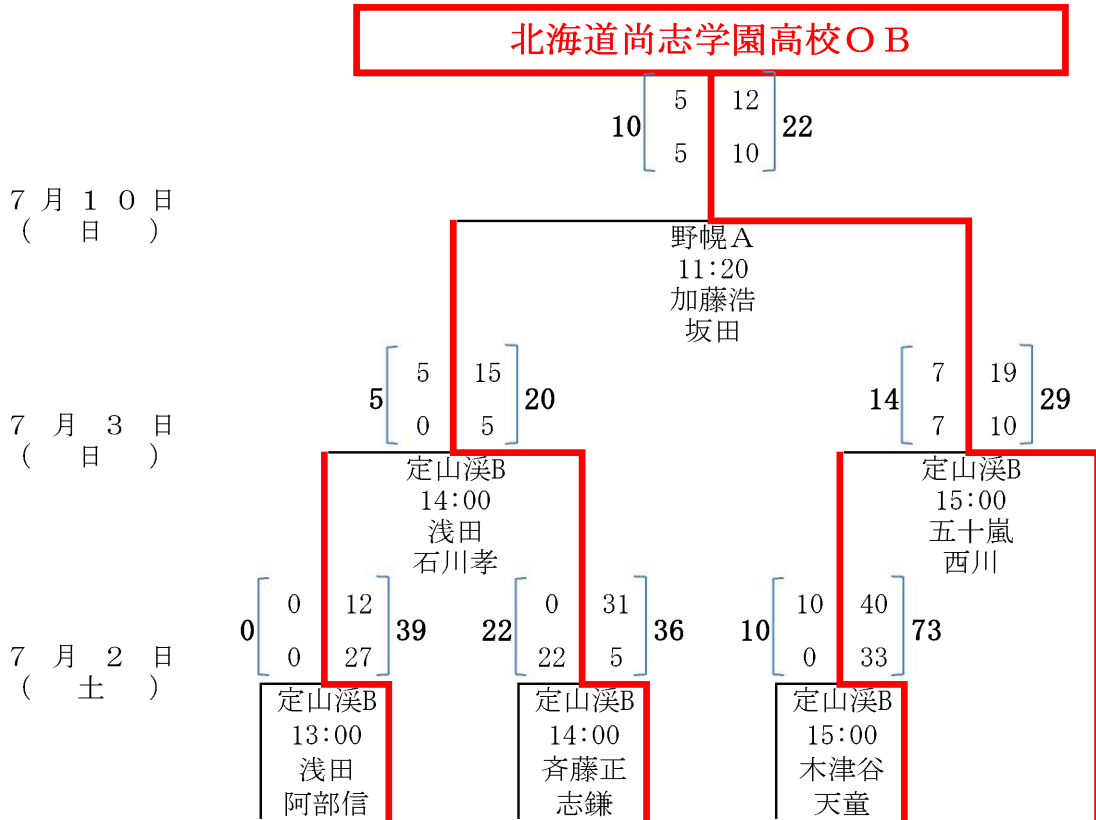 北海道尚志学園高校ＯＢ
5 12
10 22
5 10
７月１０日
( 日 )
野幌Ａ
11:20
加藤浩
坂田
5 15 7 19
5 20 14 29
0 5 7 10
７月３日
( 日 )
定山渓B 定山渓B
14:00 15:00
浅田 五十嵐
石川孝 西川
0 12 0 31 10 40
0 39 22 36 10 73
0 27 22 5 0 33
７月２日
( 土 )
定山渓B 定山渓B 定山渓B
13:00 14:00 15:00
浅田 斉藤正 木津谷
阿部信 志鎌 天童